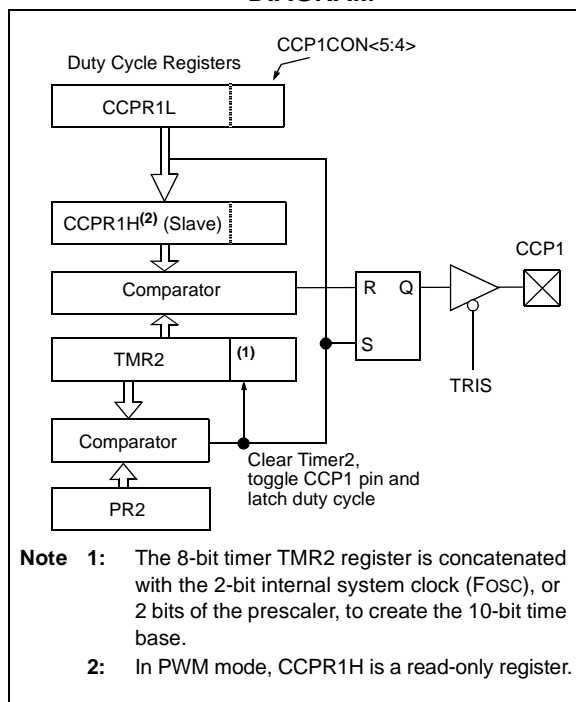 DIAGRAM
CCP1CON<5:4>
Duty Cycle Registers
CCPR1L
CCPR1H(2) (Slave)
CCP1
Comparator
R Q
TMR2
(1)
S
TRIS
Comparator
Clear Timer2,
toggle CCP1 pin and
latch duty cycle
PR2
Note 1: The 8-bit timer TMR2 register is concatenated
with the 2-bit internal system clock (FOSC), or
2 bits of the prescaler, to create the 10-bit time
base.
2: In PWM mode, CCPR1H is a read-only register.